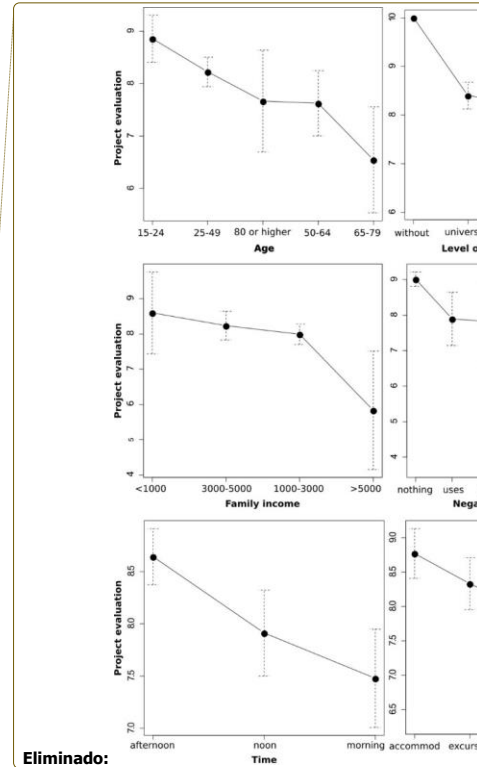 9
8
7
6
Project evaluation
15-24 25-49 80 or higher 50-64 65-79
Age
10
9
8
7
6
without
Level
9
8
7
6
5
4
Project evaluation
<1000 3000-5000 1000-3000 >5000
Family income
9
8
7
6
5
4
nothing uses
8.5
8.0
7.5
7.0
Project evaluation
afternoon noon morning
Time
9.0
8.5
8.0
7.5
7.0
6.5
accommod
Eliminado: